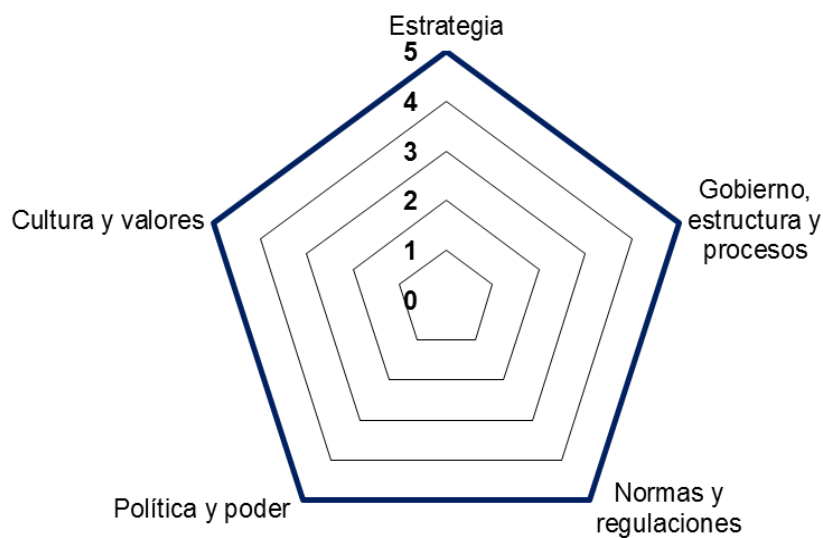 Estrategia
5
4
3
2
1
0
Gobierno,
estructura y
procesos
Cultura y valores
Política y poder
Normas y
regulaciones